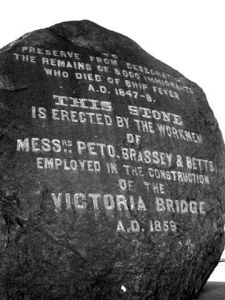 TO
PRESERVE FROM DESECRATION
THE REMAINS OF 6000 IMMIGRANTS
WHO DIED OF SHIP FEVER
A.D. 1847-8.
THIS STONE
IS ERECTED BY THE WORKMEN
OF
MESSRS PETO, BRASSEY & BETTS
EMPLOYED IN THE CONSTRUCTION
OF THE
VICTORIA BRIDGE
A.D. 1859